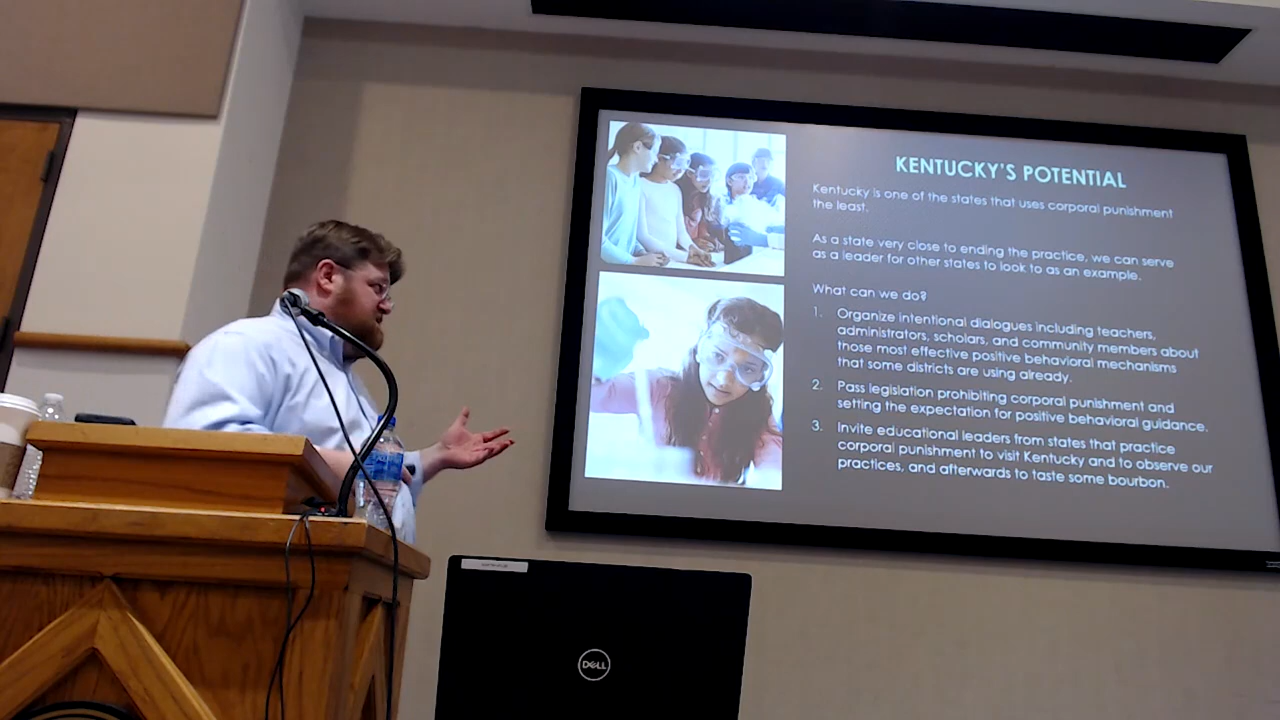 KENTUCKY'S POTENTIAL
Kentucky is one of the states that uses corporal punishment
the least.
As a state very close to ending the practice, we can serve
as a leader for other states to look to as an example.
What can we do?
1. Organize intentional dialogues including teachers,
administrators, scholars, and community members about
those most effective positive behavioral mechanisms
that some districts are using already.
2. Pass legislation prohibiting corporal punishment and
setting the expectation for positive behavioral guidance.
3. Invite educational leaders from states that practice
corporal punishment to visit Kentucky and to observe our
practices, and afterwards to taste some bourbon.
DELL